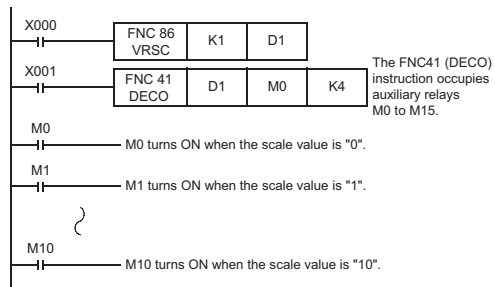 X000
FNC 86
VRSC
K1
D1
X001
FNC 41
DECO
D1
M0
K4
The FNC41 (DECO)
instruction occupies
auxiliary relays
M0 to M15.
M0
M0 turns ON when the scale value is "0".
M1
M1 turns ON when the scale value is "1".
M10
M10 turns ON when the scale value is "10".